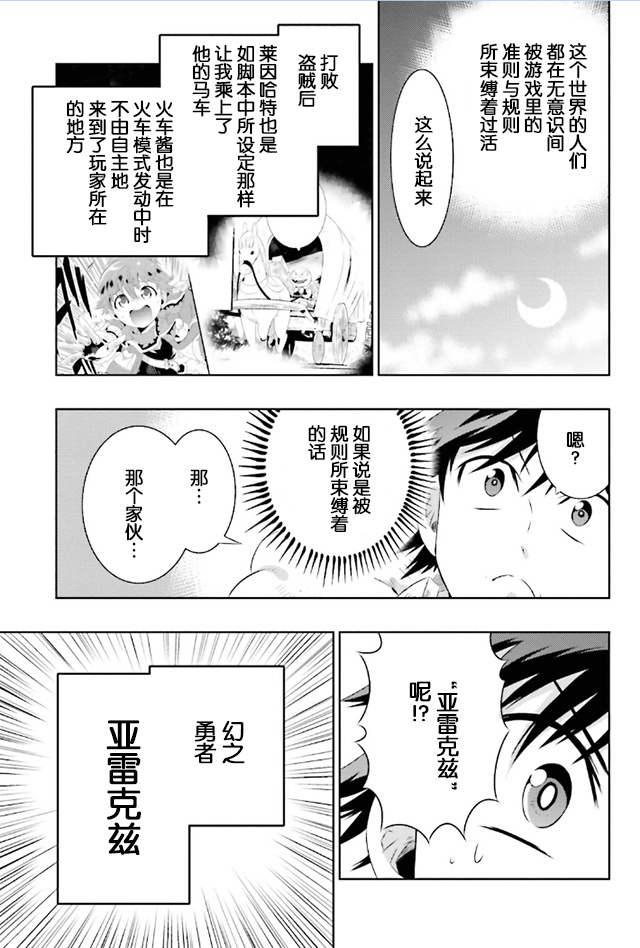 这个世界的人们
都在无意识间
被游戏里的
准则与规则
所束缚着过活
这么说起来
打败
盗贼后
莱因哈特也是
如脚本中所设定那样
让我乘上了
他的马车
火车酱也是在
火车模式发动中时
不由自主地
来到了玩家所在
的地方
嗯?
如果说是被
规则所束缚着
的话
那…
那个家伙…
“亚雷克兹”
呢!?
幻之
勇者
亚雷克兹